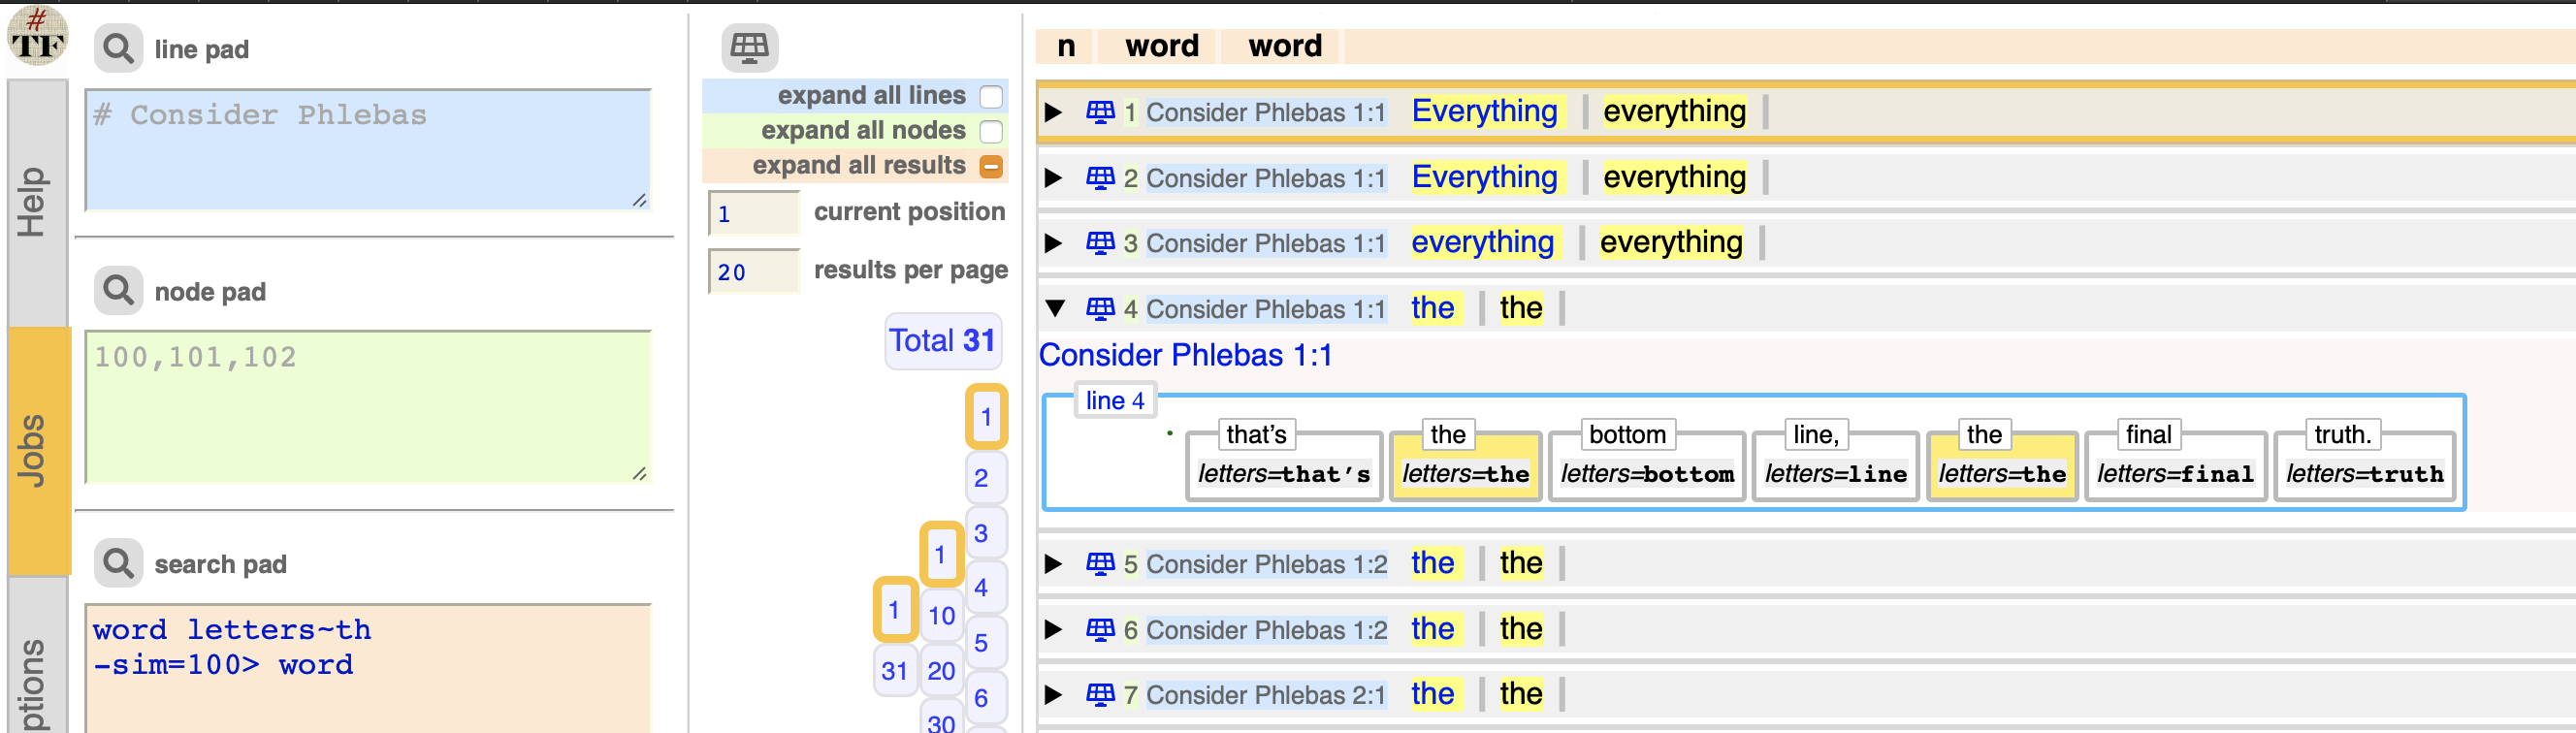 #
TF
Help
Jobs
ptions
line pad
# Consider Phlebas
node pad
100,101,102
search pad
word letters~th
-sim=100> word
expand all lines
expand all nodes
expand all results
1 current position
20 results per page
Total 31
1
2
3
4
5
6
1
10
20
30
1
31
n word word
1 Consider Phlebas 1:1 Everything | everything |
2 Consider Phlebas 1:1 Everything | everything |
3 Consider Phlebas 1:1 everything | everything |
4 Consider Phlebas 1:1 the | the |
Consider Phlebas 1:1
line 4
that’s the bottom line, the final truth.
letters=that’s letters=the letters=bottom letters=line letters=the letters=final letters=truth
5 Consider Phlebas 1:2 the | the |
6 Consider Phlebas 1:2 the | the |
7 Consider Phlebas 2:1 the | the |